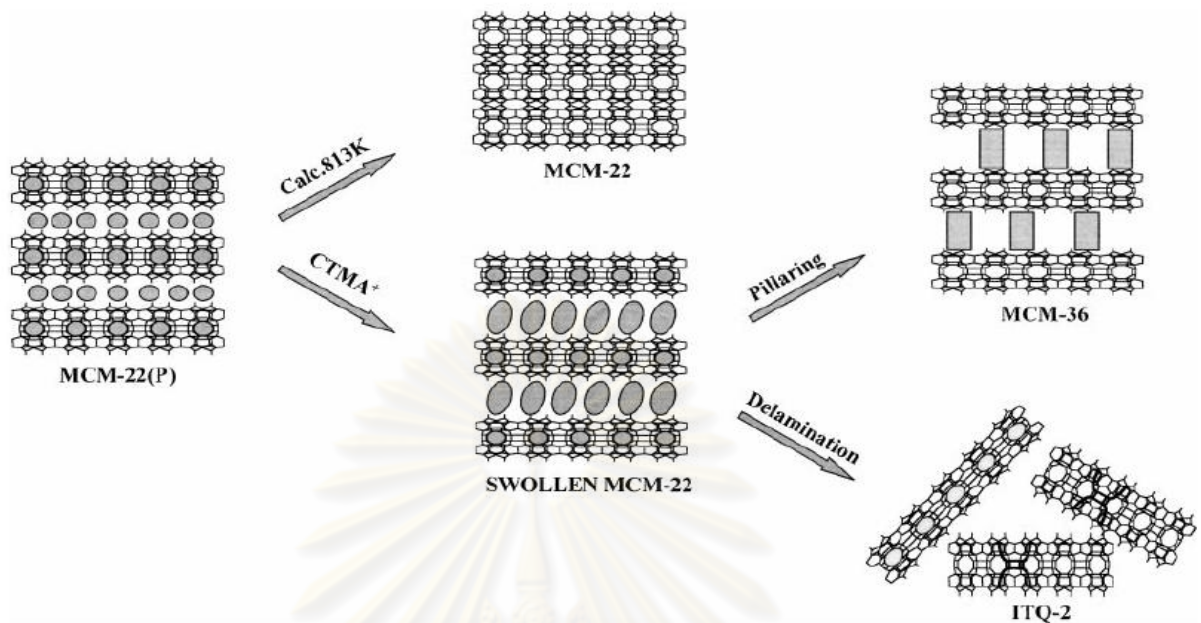 MCM-22
Calc.813K
MCM-22(P)
CTMA+
SWOLLEN MCM-22
Pillaring
MCM-36
Delamination
ITQ-2